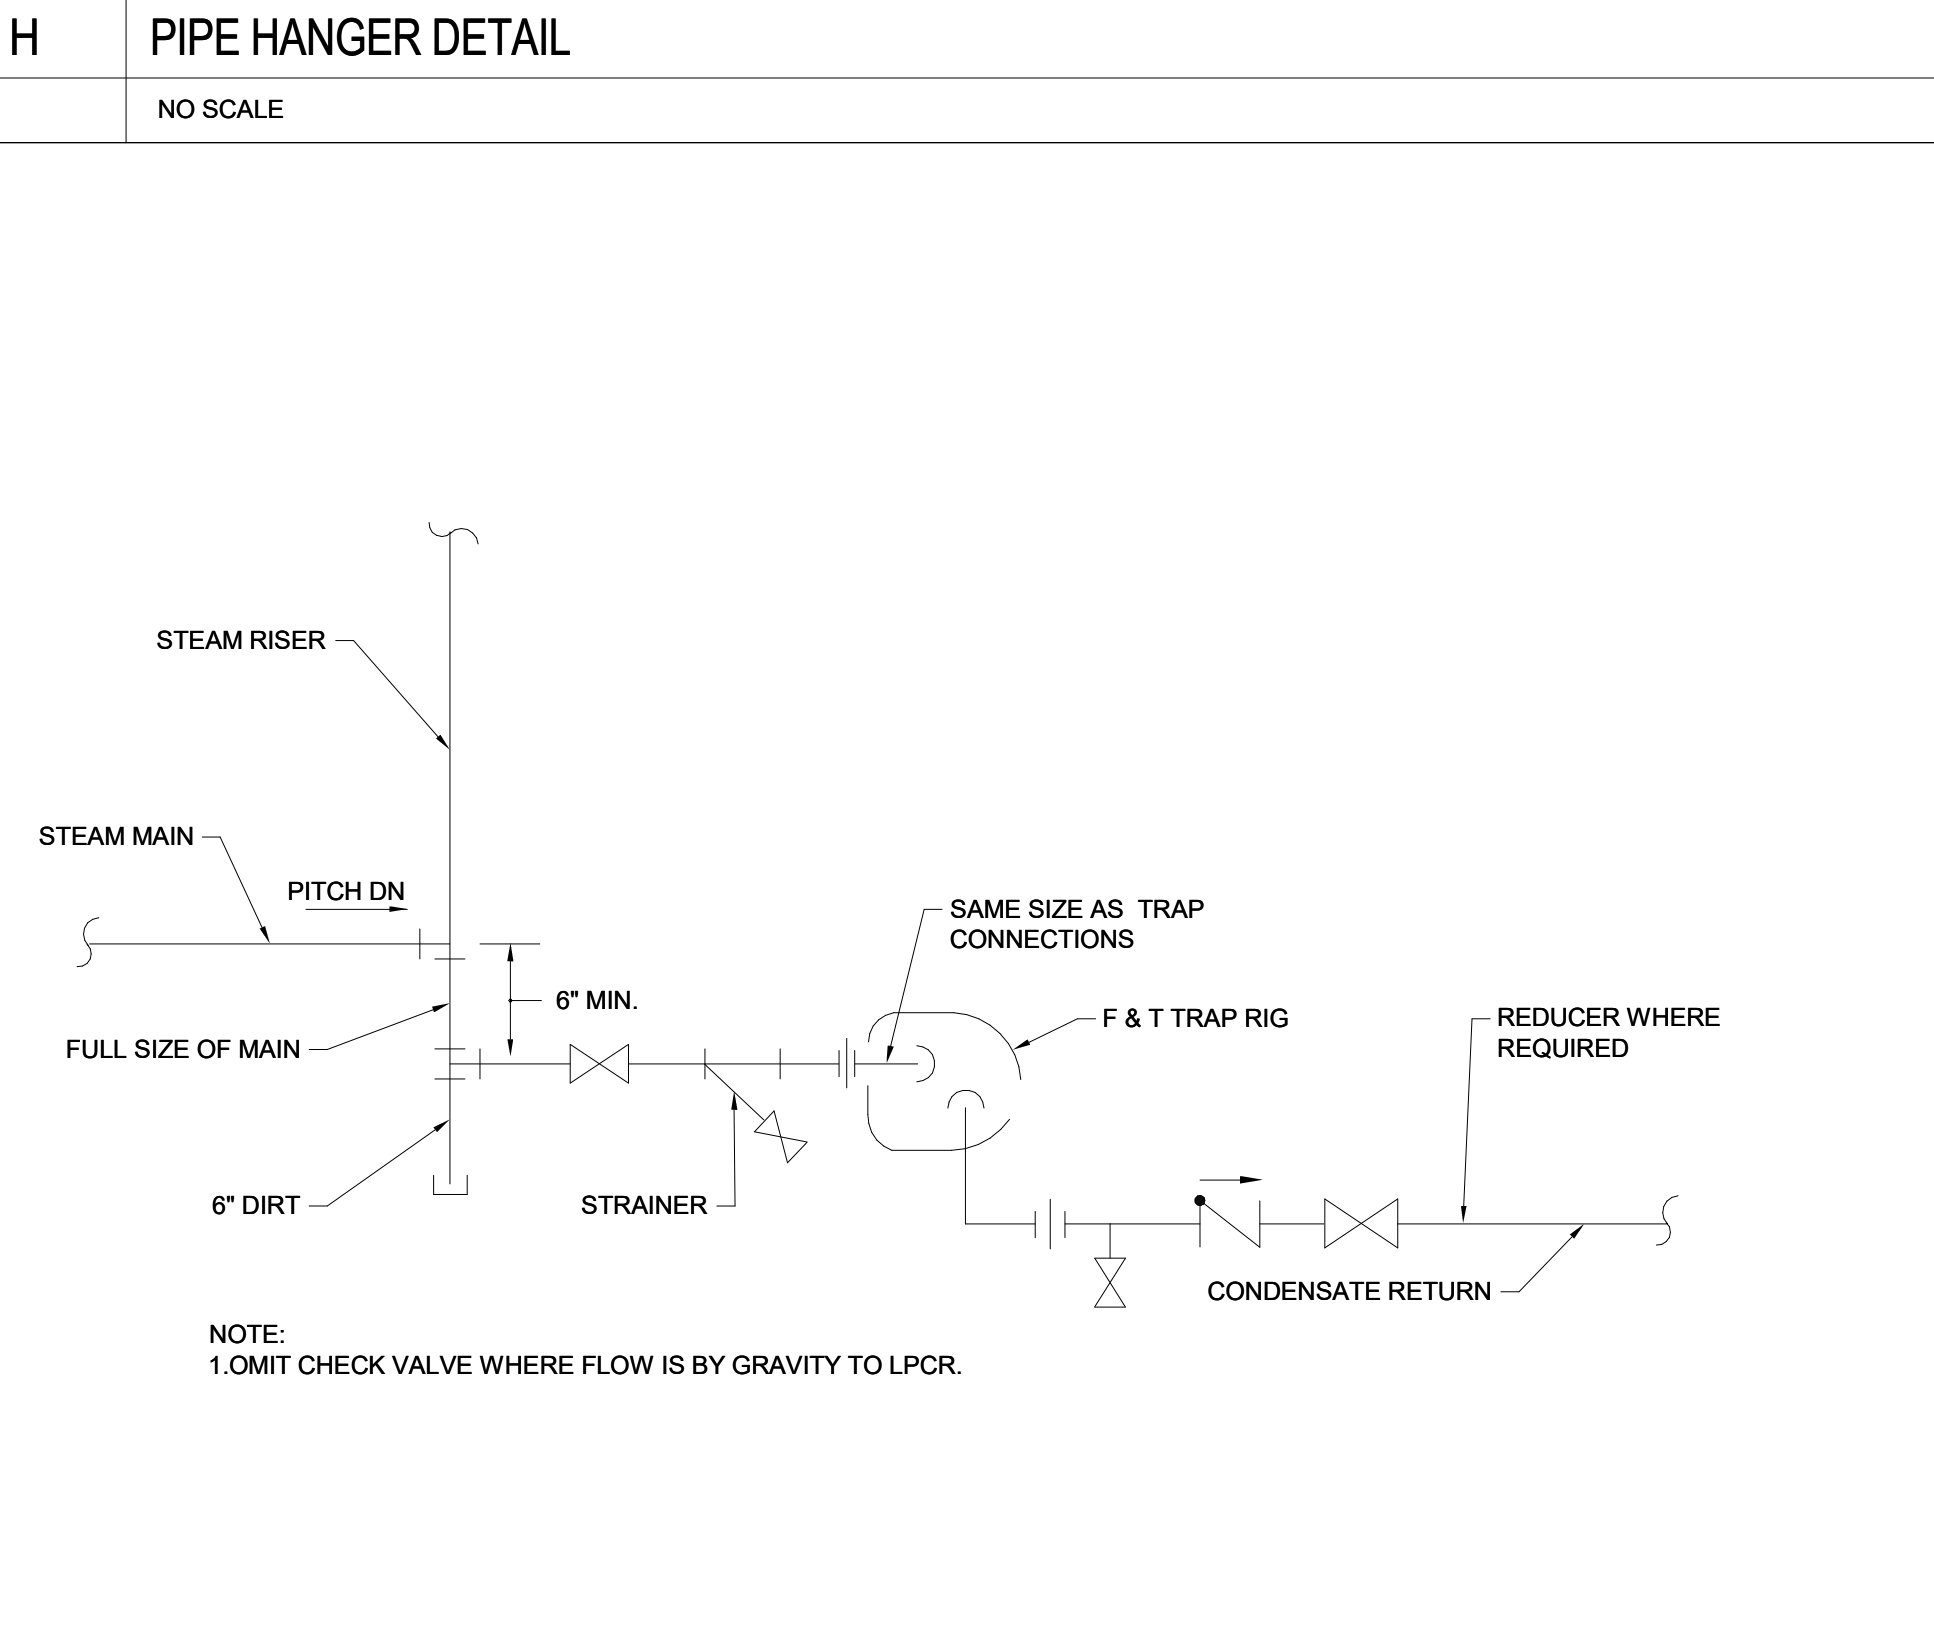 H
PIPE HANGER DETAIL
NO SCALE
STEAM RISER
STEAM MAIN
PITCH DN
SAME SIZE AS TRAP
CONNECTIONS
6" MIN.
F & T TRAP RIG
REDUCER WHERE
REQUIRED
FULL SIZE OF MAIN
6" DIRT
STRAINER
CONDENSATE RETURN
NOTE:
1.OMIT CHECK VALVE WHERE FLOW IS BY GRAVITY TO LPCR.